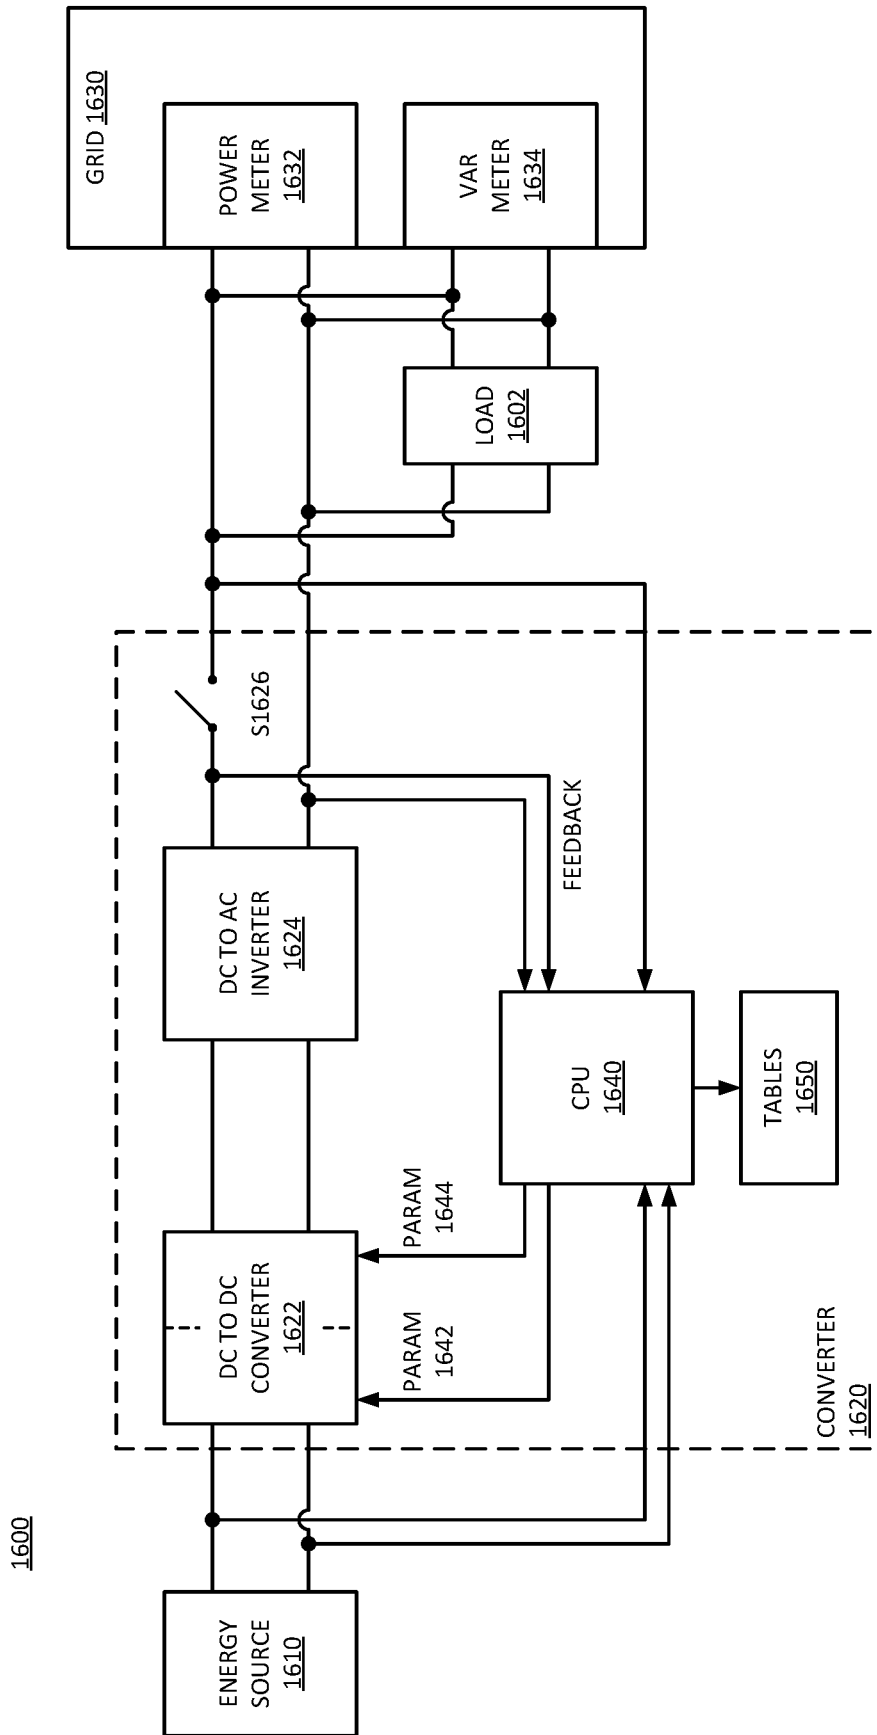 1600
ENERGY
SOURCE
1610
DC TO DC
CONVERTER
1622
DC TO AC
INVERTER
1624
S1626
GRID 1630
POWER
METER
1632
VAR
METER
1634
LOAD
1602
PARAM
1642
PARAM
1644
FEEDBACK
CPU
1640
TABLES
1650
CONVERTER
1620